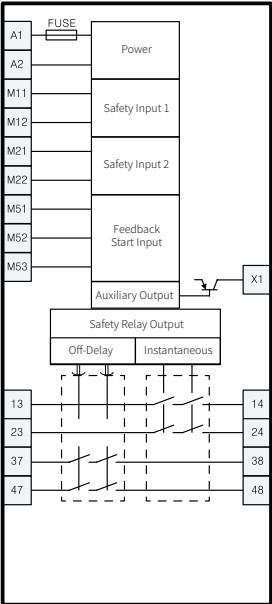 FUSE
A1
Power
A2
M11
Safety Input 1
M12
M21
Safety Input 2
M22
M51
Feedback
Start Input
M52
M53
X1
Auxiliary Output
Safety Relay Output
Off-Delay Instantaneous
13 14
23 24
37 38
47 48